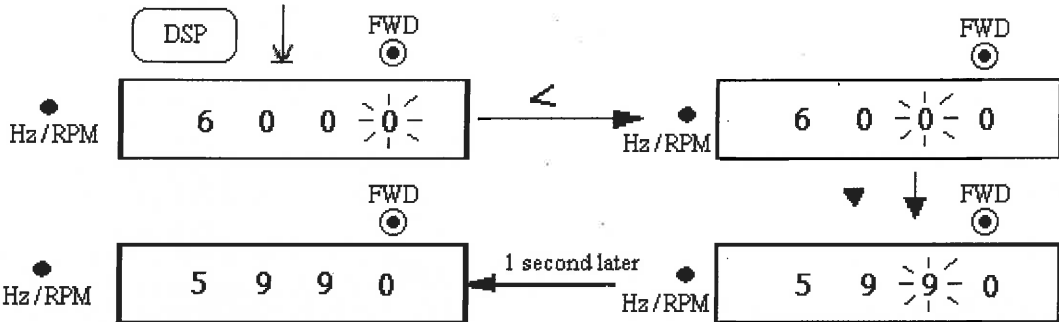 DSP
FWD
FWD
6 0 0 0
<
6 0 0 0
Hz/RPM
Hz/RPM
FWD
FWD
5 9 9 0
1 second later
5 9 9 0
Hz/RPM
Hz/RPM